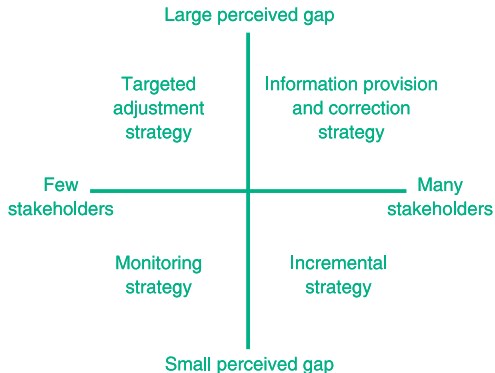 Large perceived gap
Targeted
adjustment
strategy
Information provision
and correction
strategy
Few
stakeholders
Many
stakeholders
Monitoring
strategy
Incremental
strategy
Small perceived gap